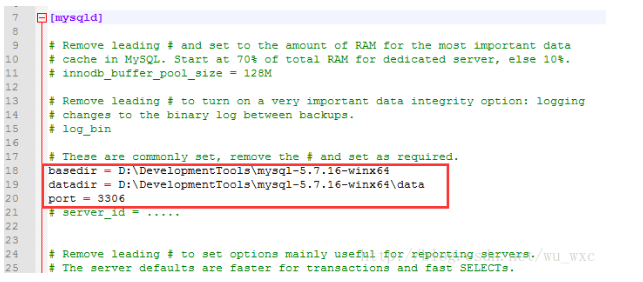 7 [mysqld]
8
9 # Remove leading # and set to the amount of RAM for the most important data
10 # cache in MySQL. Start at 70% of total RAM for dedicated server, else 10%.
11 # innodb_buffer_pool_size = 128M
12
13 # Remove leading # to turn on a very important data integrity option: logging
14 # changes to the binary log between backups.
15 # log_bin
16
17 # These are commonly set, remove the # and set as required.
18 basedir = D:\DevelopmentTools\mysql-5.7.16-winx64
19 datadir = D:\DevelopmentTools\mysql-5.7.16-winx64\data
20 port = 3306
21 # server_id = .....
22
23
24 # Remove leading # to set options mainly useful for reporting servers.
25 # The server defaults are faster for transactions and fast SELECTs.